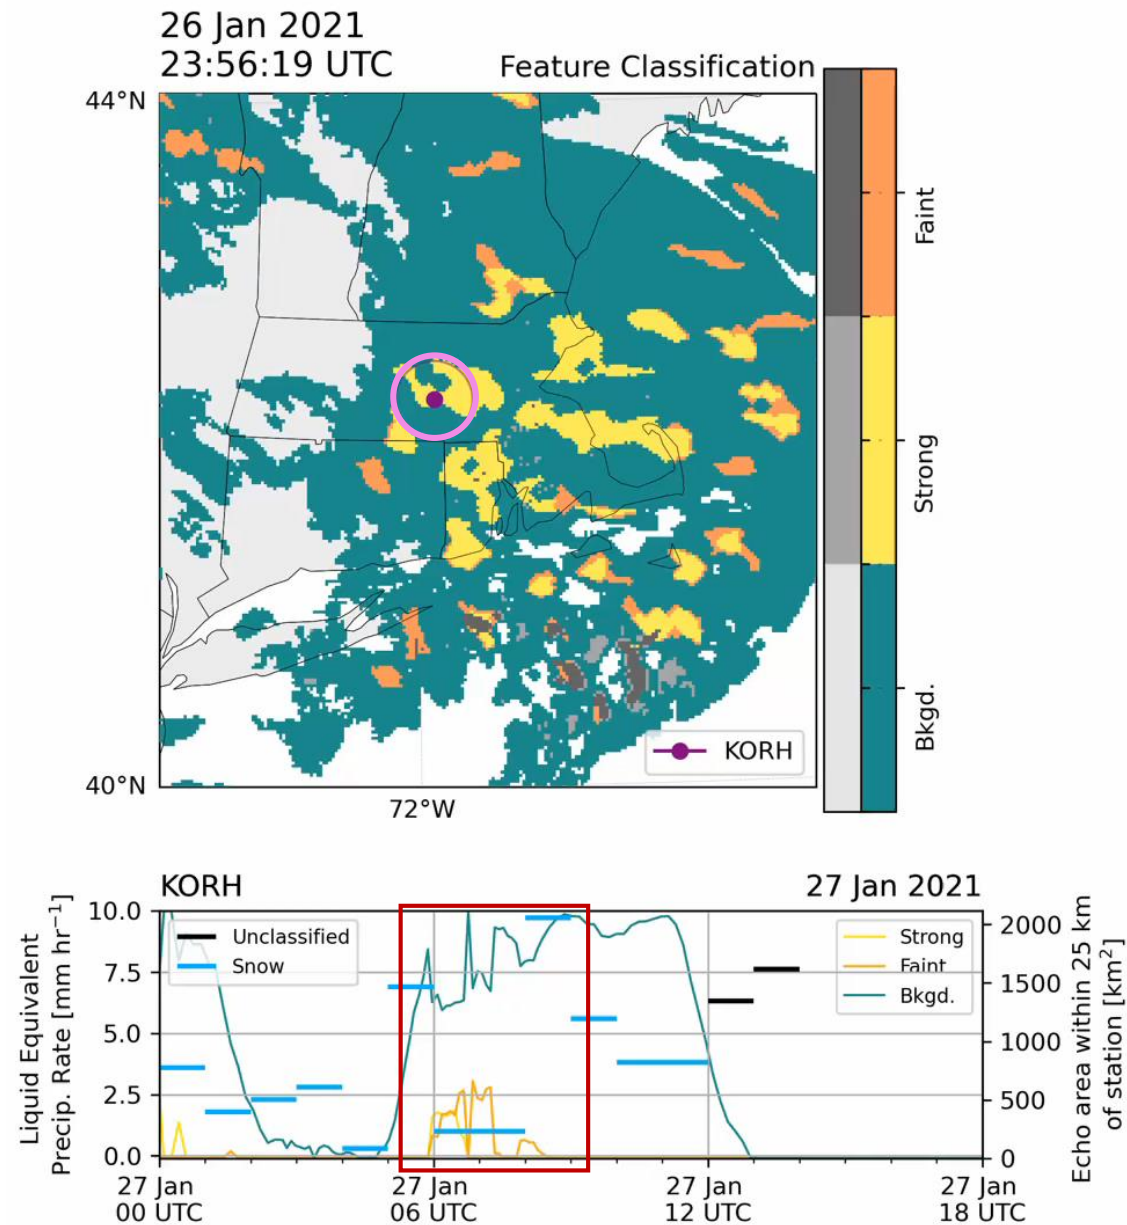 26 Jan 2021
23:56:19 UTC
Feature Classification
44°N
40°N
72°W
KORH
Faint
Strong
Bkgd.
KORH
27 Jan 2021
Liquid Equivalent
Precip. Rate [mm hr⁻¹]
10.0
7.5
5.0
2.5
0.0
Unclassified
Snow
Strong
Faint
Bkgd.
2000
1500
1000
500
0
Echo area within 25 km
of station [km²]
27 Jan
00 UTC
27 Jan
06 UTC
27 Jan
12 UTC
27 Jan
18 UTC